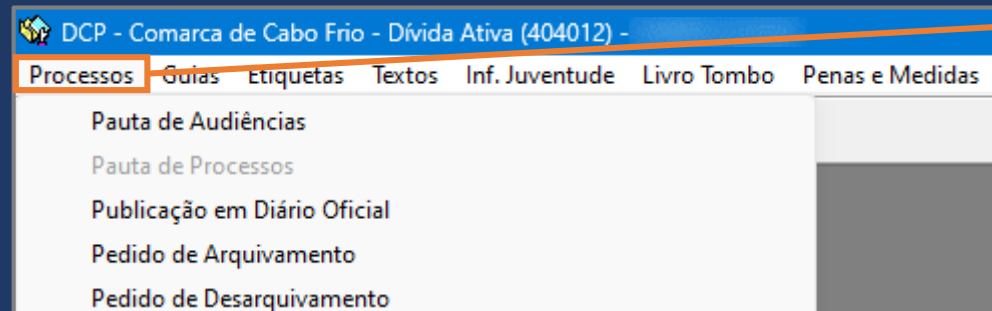 DCP - Comarca de Cabo Frio - Dívida Ativa (404012) -
Processos Guias Etiquetas Textos Inf. Juventude Livro Tombo Penas e Medidas
Pauta de Audiências
Pauta de Processos
Publicação em Diário Oficial
Pedido de Arquivamento
Pedido de Desarquivamento